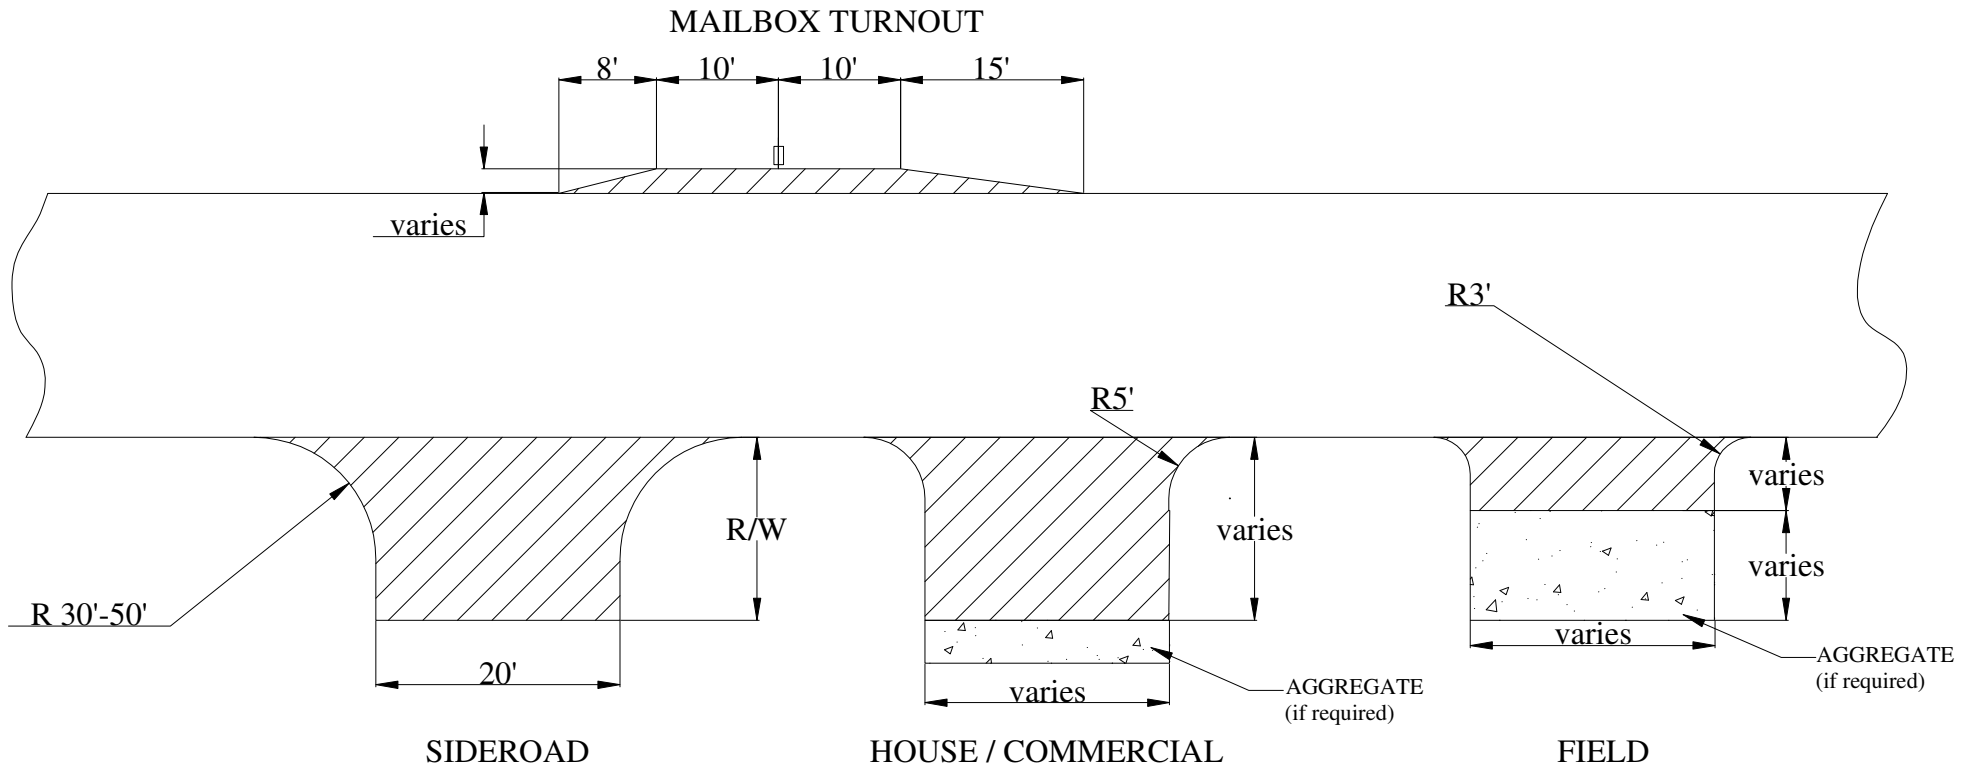 MAILBOX TURNOUT
8' 10' 10' 15'
varies
R3'
R5'
R/W
varies
varies
varies
R 30'-50'
20'
varies
varies
AGGREGATE
(if required)
AGGREGATE
(if required)
SIDEROAD
HOUSE / COMMERCIAL
FIELD